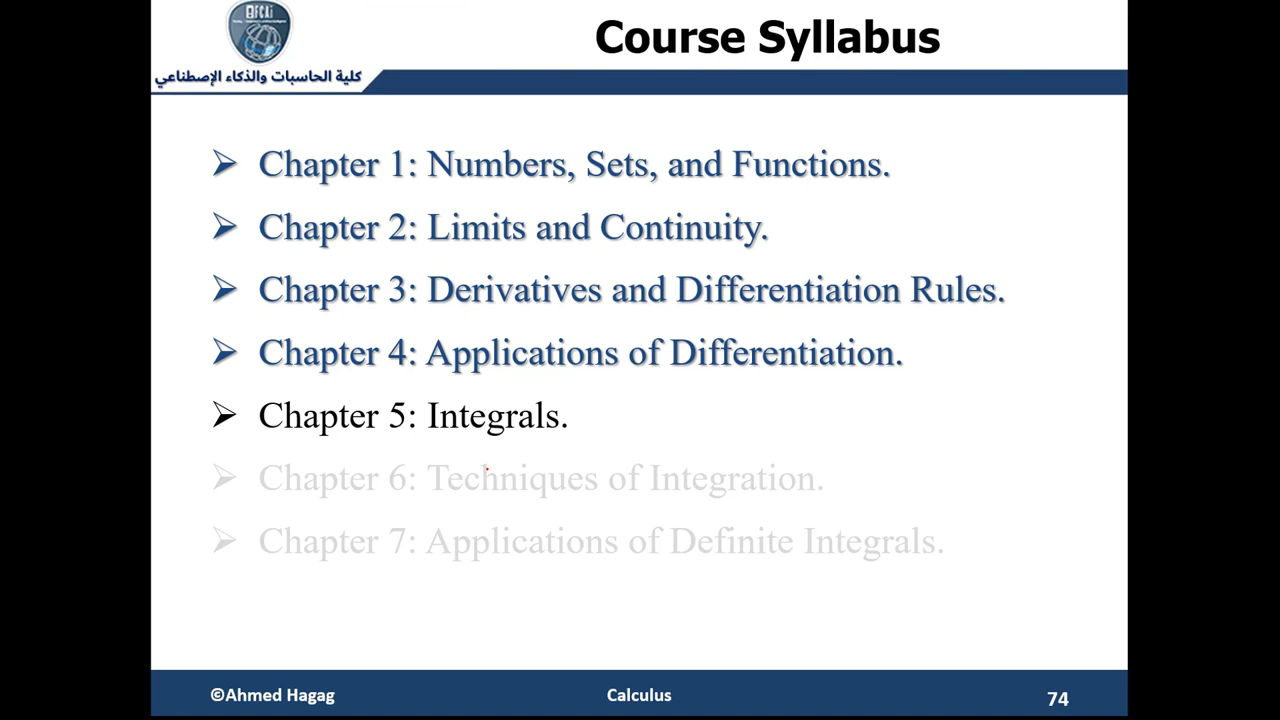 FCAi
Course Syllabus
كلية الحاسبات والذكاء الإصطناعي
Chapter 1: Numbers, Sets, and Functions.
Chapter 2: Limits and Continuity.
Chapter 3: Derivatives and Differentiation Rules.
Chapter 4: Applications of Differentiation.
Chapter 5: Integrals.
Chapter 6: Techniques of Integration.
Chapter 7: Applications of Definite Integrals.
©Ahmed Hagag
Calculus
74